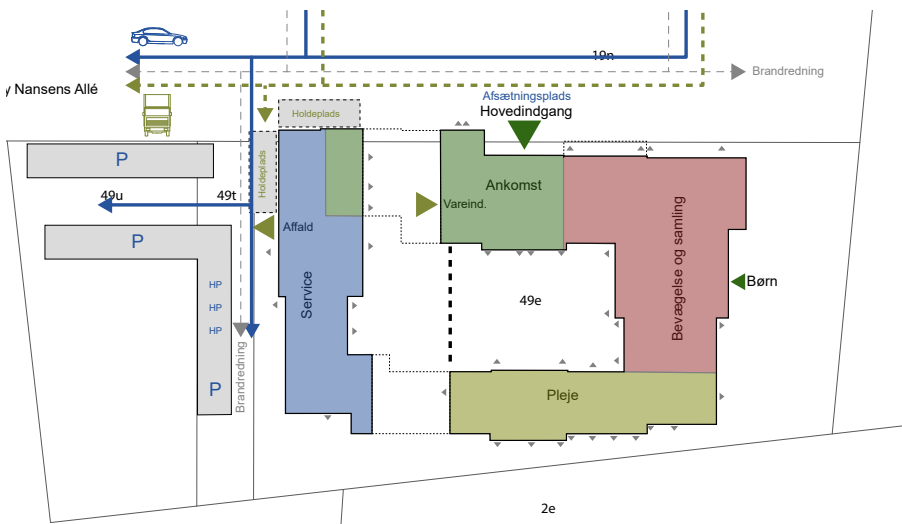 19n
Brandredning
y Nansens Allé
Afsætningsplads
Hovedindgang
Holdeplads
Holdeplads
P
Ankomst
49u
49t
Vareind.
Affald
P
Bevægelse og samling
Børn
HP
HP
HP
Service
49e
Brandredning
P
Pleje
2e